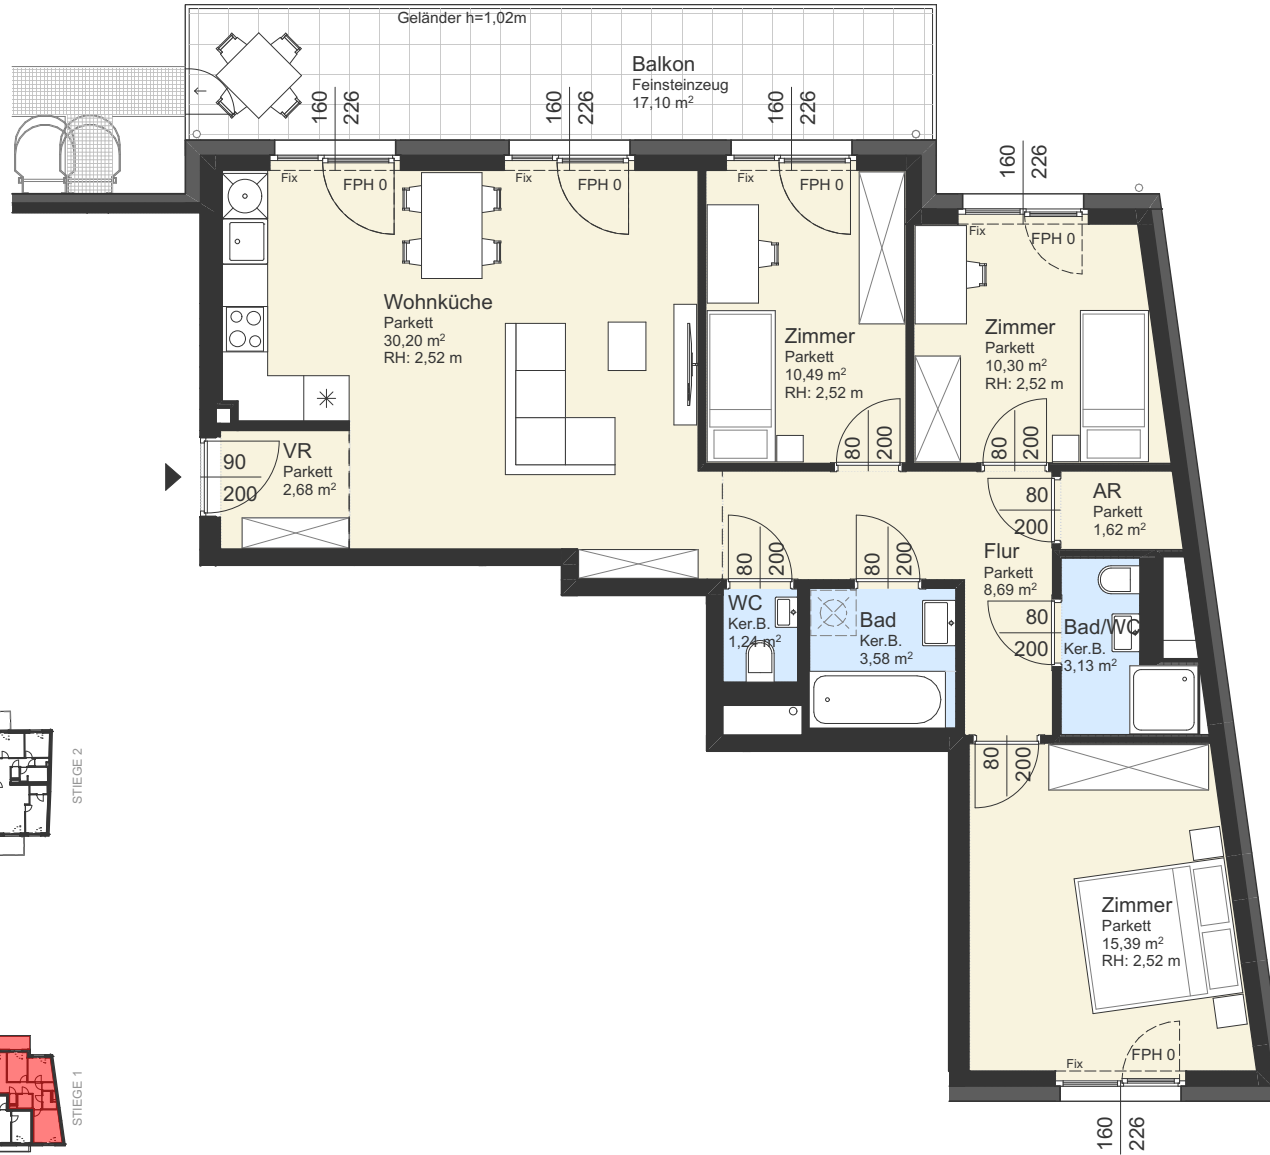 Geländer h=1,02m
Balkon
Feinsteinzeug
17,10 m²
160
226
160
226
160
226
160
226
Fix
FPH 0
Fix
FPH 0
Fix
FPH 0
Fix
FPH 0
Wohnküche
Parkett
30,20 m²
RH: 2,52 m
Zimmer
Parkett
10,49 m²
RH: 2,52 m
Zimmer
Parkett
10,30 m²
RH: 2,52 m
80
200
80
200
VR
Parkett
2,68 m²
90
200
AR
Parkett
1,62 m²
80
200
Flur
Parkett
8,69 m²
80
200
80
200
WC
Ker.B.
1,24 m²
Bad
Ker.B.
3,58 m²
80
200
Bad/WC
Ker.B.
3,13 m²
80
200
Zimmer
Parkett
15,39 m²
RH: 2,52 m
Fix
FPH 0
160
226
STIEGE 2
STIEGE 1